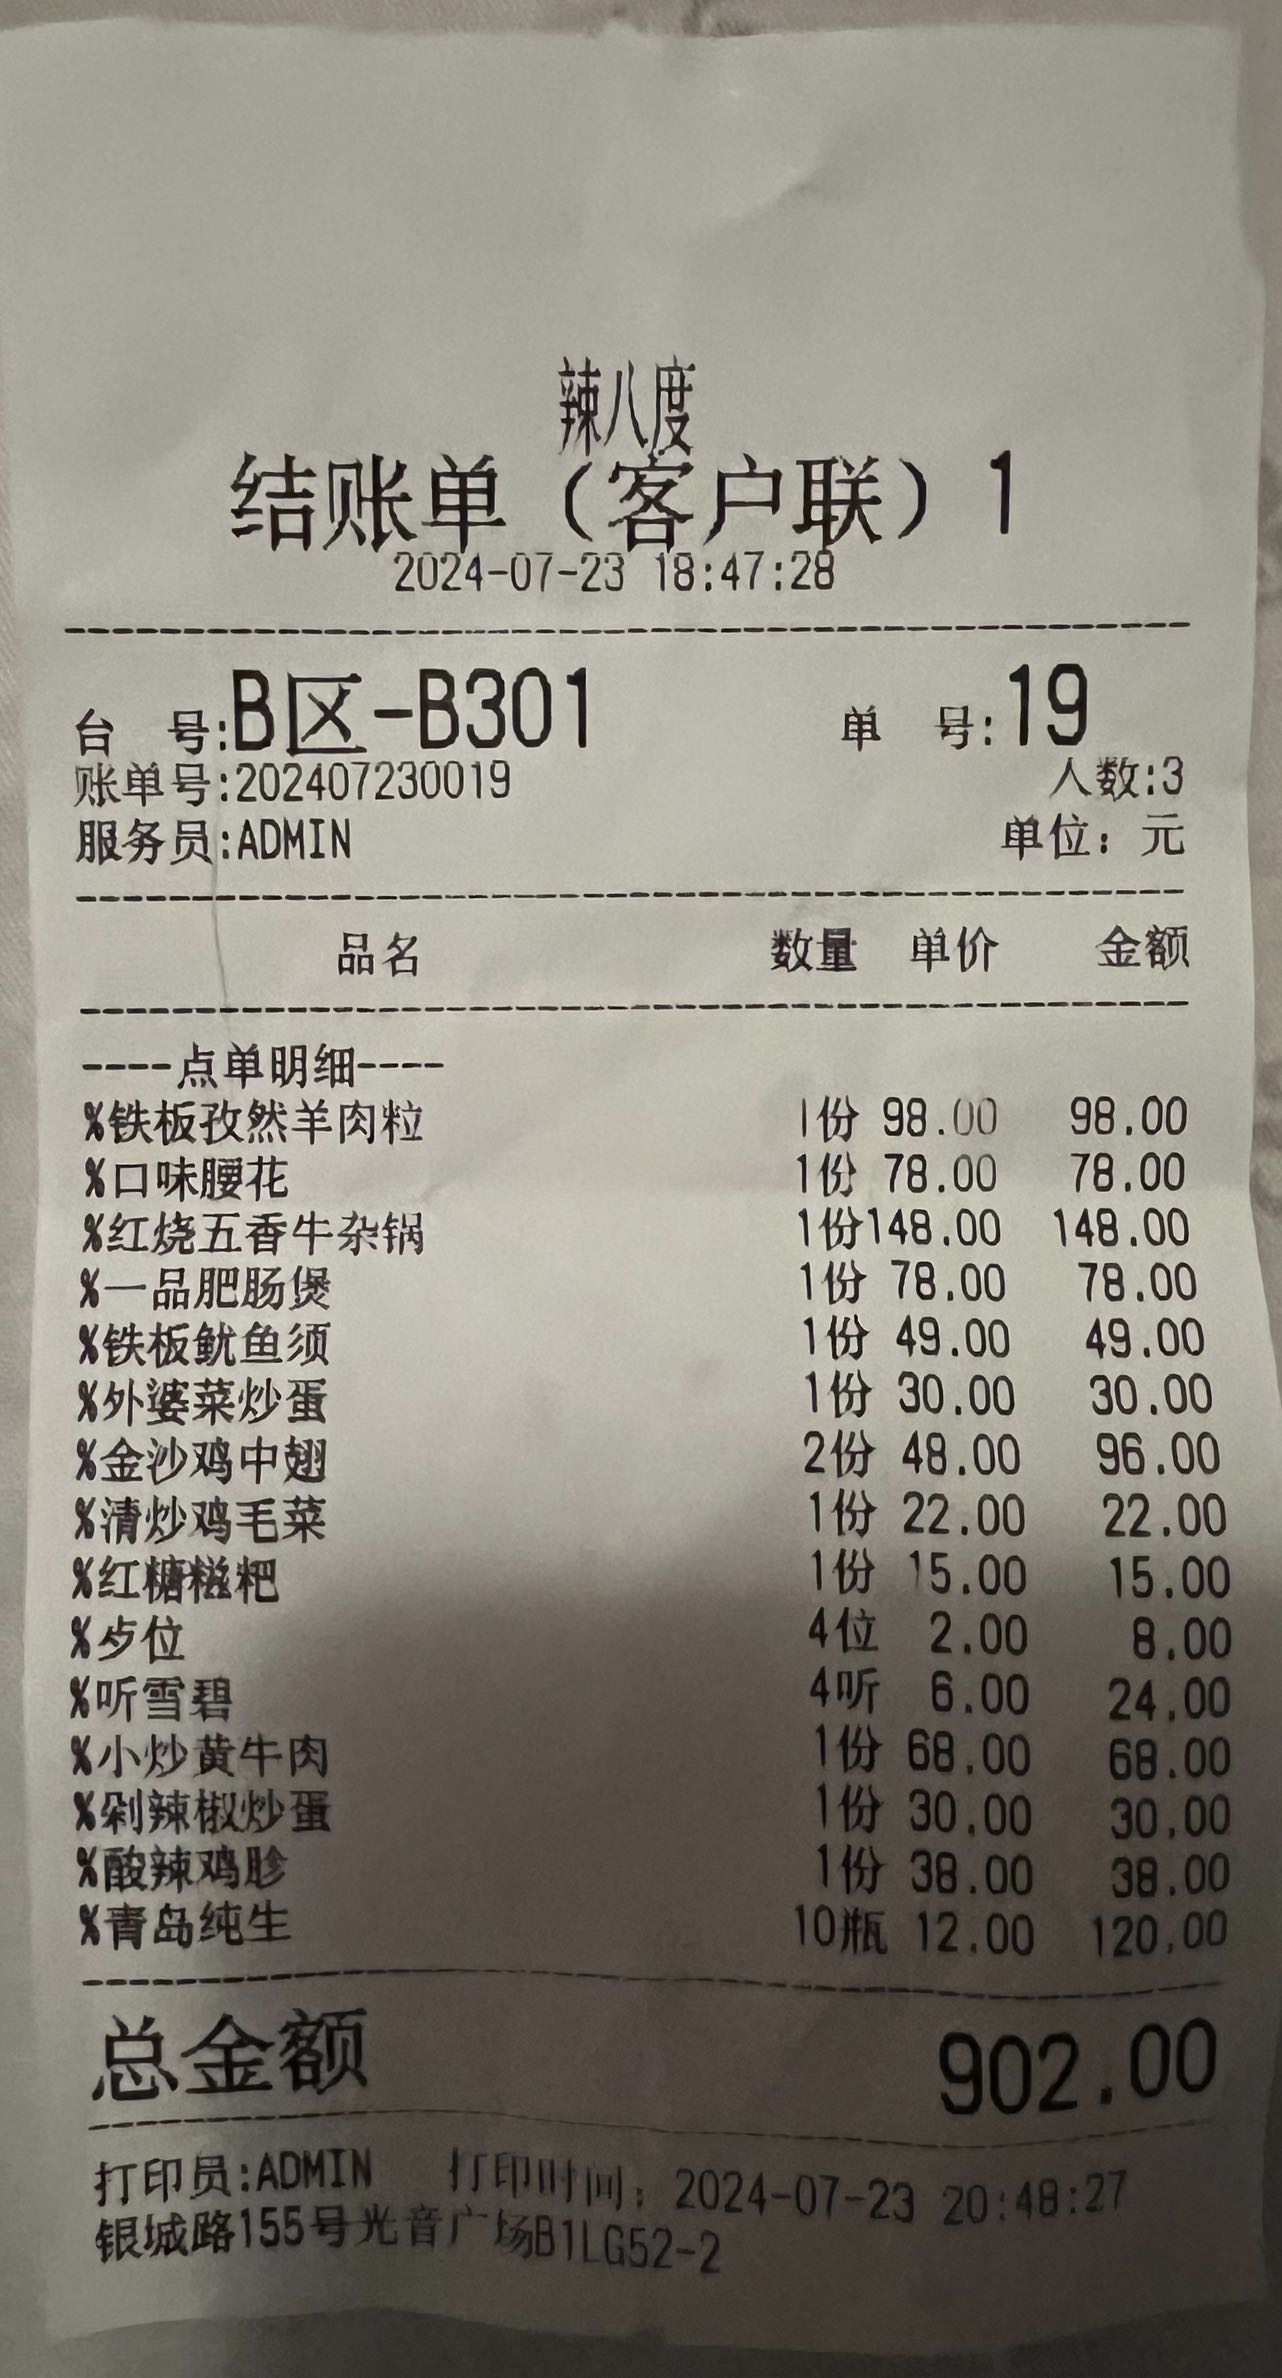 辣八度
结账单（客户联）1
2024-07-23 18:47:28
台 号:B区-B301 单 号:19
账单号:202407230019 人数:3
服务员:ADMIN 单位：元
品名 数量 单价 金额
----点单明细----
%铁板孜然羊肉粒 1份 98.00 98.00
%口味腰花 1份 78.00 78.00
%红烧五香牛杂锅 1份148.00 148.00
%一品肥肠煲 1份 78.00 78.00
%铁板鱿鱼须 1份 49.00 49.00
%外婆菜炒蛋 1份 30.00 30.00
%金沙鸡中翅 2份 48.00 96.00
%清炒鸡毛菜 1份 22.00 22.00
%红糖糍粑 1份 15.00 15.00
%歺位 4位 2.00 8.00
%听雪碧 4听 6.00 24.00
%小炒黄牛肉 1份 68.00 68.00
%剁辣椒炒蛋 1份 30.00 30.00
%酸辣鸡胗 1份 38.00 38.00
%青岛纯生 10瓶 12.00 120.00
总金额 902.00
打印员:ADMIN 打印时间：2024-07-23 20:48:27
银城路155号光音广场B1LG52-2